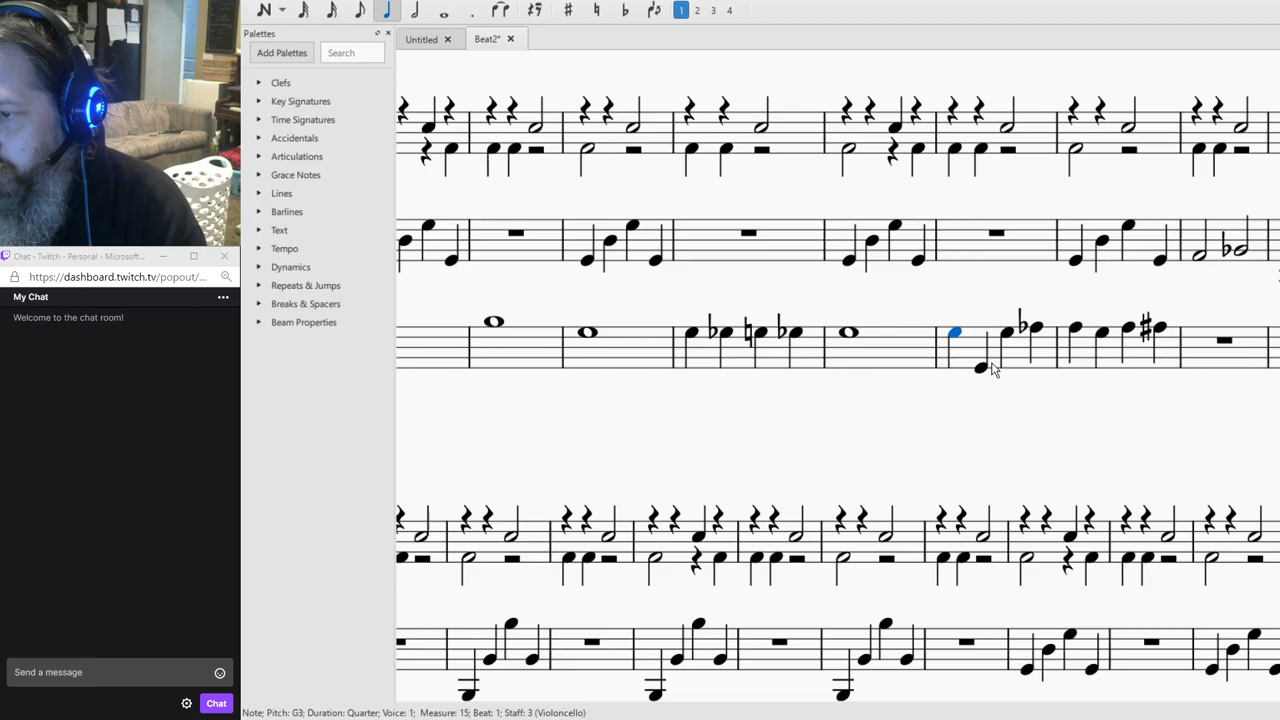 1 2 3 4
Palettes
Untitled
Beat2*
Add Palettes
Search
Clefs
Key Signatures
Time Signatures
Accidentals
Articulations
Grace Notes
Lines
Barlines
Text
Tempo
Dynamics
Repeats & Jumps
Breaks & Spacers
Beam Properties
Chat - Twitch - Personal - Microsoft...
https://dashboard.twitch.tv/popout/...
My Chat
Welcome to the chat room!
Send a message
Chat
Note; Pitch: G3; Duration: Quarter; Voice: 1; Measure: 15; Beat: 1; Staff: 3 (Violoncello)